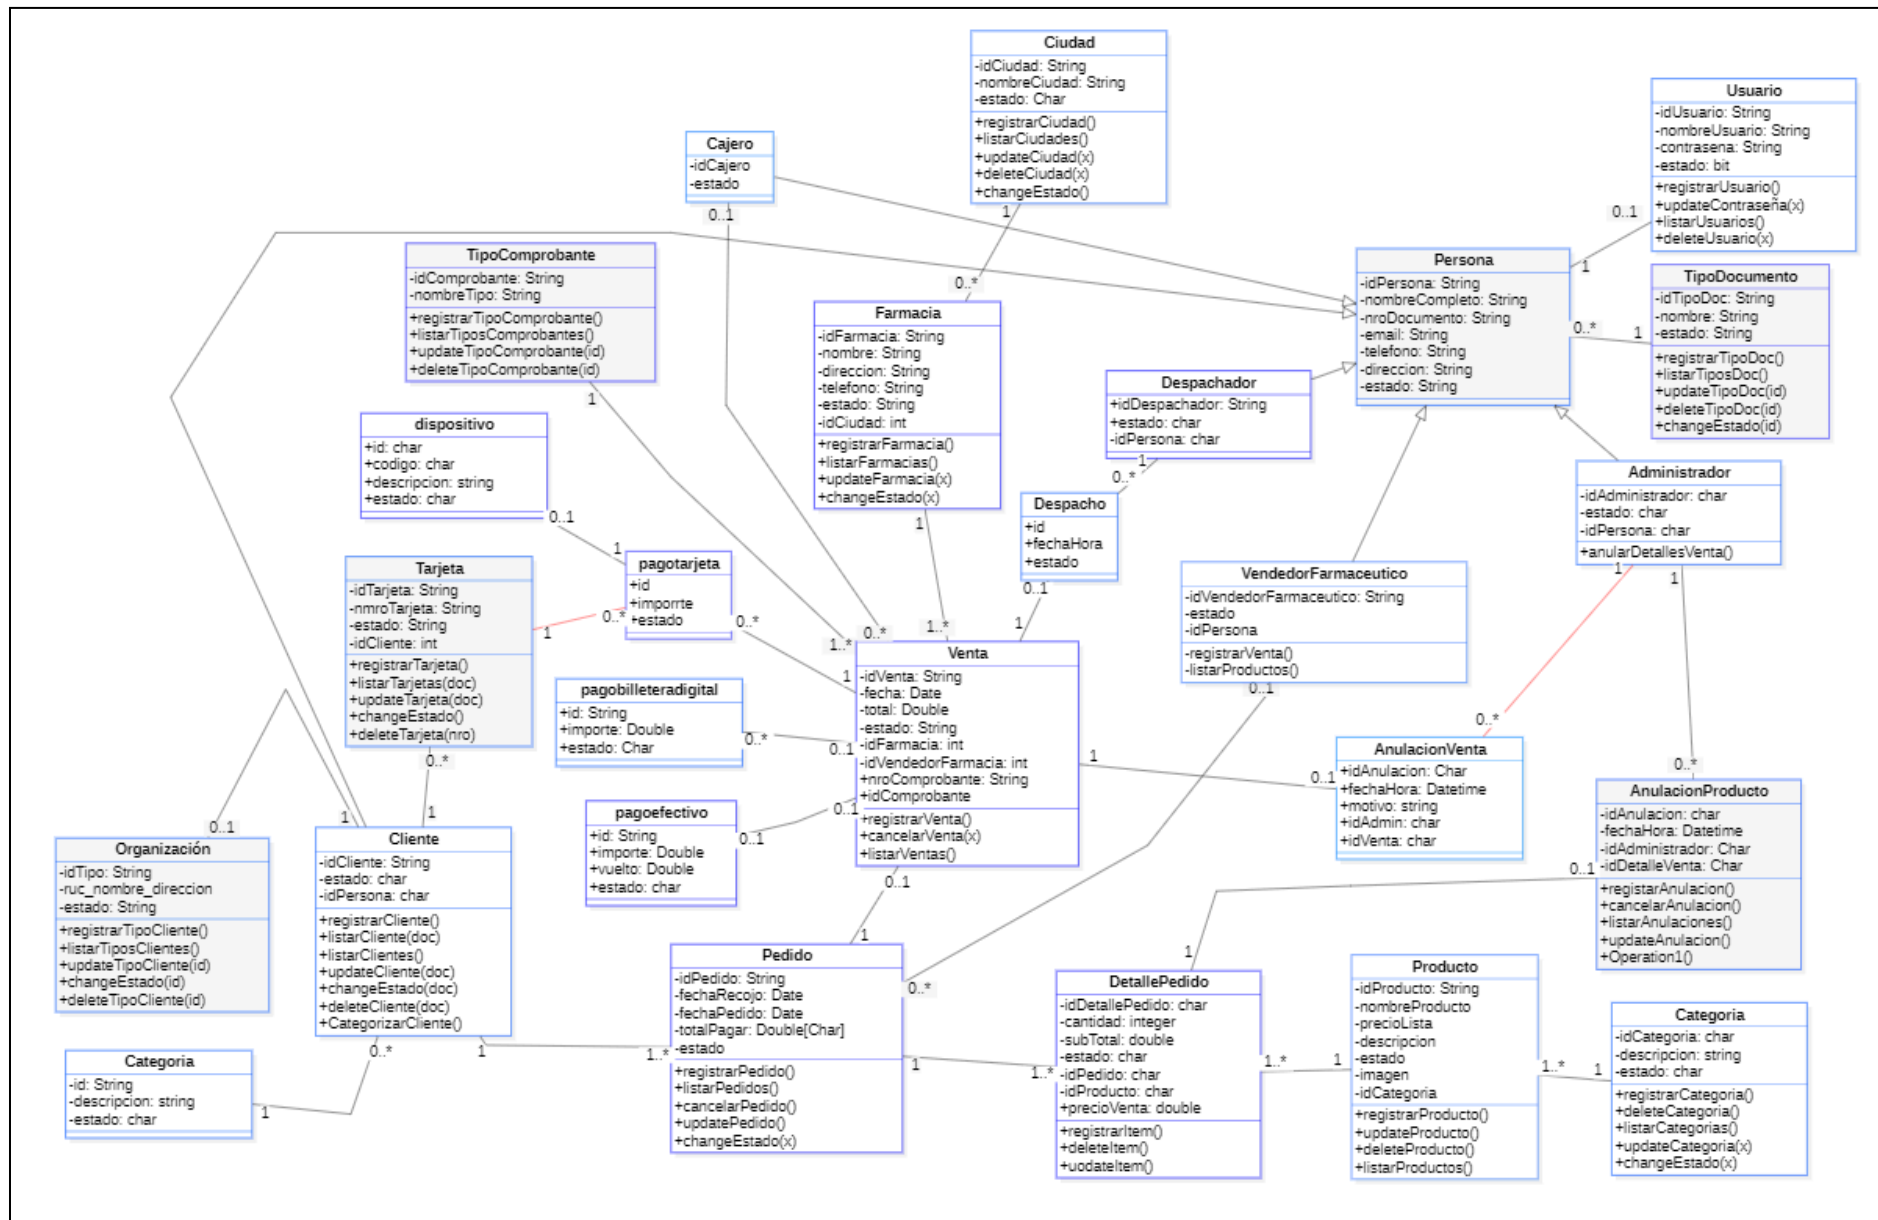 Ciudad
-idCiudad: String
-nombreCiudad: String
-estado: Char
+registrarCiudad()
+listarCiudades()
+updateCiudad(x)
+deleteCiudad(x)
+changeEstado()
1
0..*
Usuario
-idUsuario: String
-nombreUsuario: String
-contrasena: String
-estado: bit
+registrarUsuario()
+updateContraseña(x)
+listarUsuarios()
+deleteUsuario(x)
0..1
1
Cajero
-idCajero
-estado
0..1
TipoComprobante
-idComprobante: String
-nombreTipo: String
+registrarTipoComprobante()
+listarTiposComprobantes()
+updateTipoComprobante(id)
+deleteTipoComprobante(id)
1
Persona
-idPersona: String
-nombreCompleto: String
-nroDocumento: String
-email: String
-telefono: String
-direccion: String
-estado: String
0..*
1
TipoDocumento
-idTipoDoc: String
-nombre: String
-estado: String
+registrarTipoDoc()
+listarTiposDoc()
+updateTipoDoc(id)
+deleteTipoDoc(id)
+changeEstado(id)
Farmacia
-idFarmacia: String
-nombre: String
-direccion: String
-telefono: String
-estado: String
-idCiudad: int
+registrarFarmacia()
+listarFarmacias()
+updateFarmacia(x)
+changeEstado(x)
1
Despachador
+idDespachador: String
+estado: char
-idPersona: char
1
0..*
dispositivo
+id: char
+codigo: char
+descripcion: string
+estado: char
0..1
1
Administrador
-idAdministrador: char
-estado: char
-idPersona: char
+anularDetallesVenta()
1
1
Despacho
+id
+fechaHora
+estado
0..1
1
pagotarjeta
+id
+imporrte
+estado
0..*
0..*
1
Tarjeta
-idTarjeta: String
-nmroTarjeta: String
-estado: String
-idCliente: int
+registrarTarjeta()
+listarTarjetas(doc)
+updateTarjeta(doc)
+changeEstado()
+deleteTarjeta(nro)
0..*
1
VendedorFarmaceutico
-idVendedorFarmaceutico: String
-estado
-idPersona
-registrarVenta()
-listarProductos()
0..1
1..*
0..*
1..*
1
Venta
-idVenta: String
-fecha: Date
-total: Double
-estado: String
-idFarmacia: int
-idVendedorFarmacia: int
+nroComprobante: String
+idComprobante
+registrarVenta()
+cancelarVenta(x)
+listarVentas()
0..1
0..1
0..1
1
0..1
pagobilleteradigital
+id: String
+importe: Double
+estado: Char
0..*
pagoefectivo
+id: String
+importe: Double
+vuelto: Double
+estado: char
0..1
0..*
AnulacionVenta
+idAnulacion: Char
+fechaHora: Datetime
+motivo: string
+idAdmin: char
+idVenta: char
0..*
AnulacionProducto
-idAnulacion: char
-fechaHora: Datetime
-idAdministrador: Char
-idDetalleVenta: Char
+registarAnulacion()
+cancelarAnulacion()
+listarAnulaciones()
+updateAnulacion()
+Operation1()
0..1
0..1
Organización
-idTipo: String
-ruc_nombre_direccion
-estado: String
+registrarTipoCliente()
+listarTiposClientes()
+updateTipoCliente(id)
+changeEstado(id)
+deleteTipoCliente(id)
1
Cliente
-idCliente: String
-estado: char
-idPersona: char
+registrarCliente()
+listarCliente(doc)
+listarClientes()
+updateCliente(doc)
+changeEstado(doc)
+deleteCliente(doc)
+CategorizarCliente()
0..*
1
1..*
Categoria
-id: String
-descripcion: string
-estado: char
1
1
Pedido
-idPedido: String
-fechaRecojo: Date
-fechaPedido: Date
-totalPagar: Double[Char]
-estado
+registrarPedido()
+listarPedidos()
+cancelarPedido()
+updatePedido()
+changeEstado(x)
0..*
1
1..*
1
DetallePedido
-idDetallePedido: char
-cantidad: integer
-subTotal: double
-estado: char
-idPedido: char
-idProducto: char
+precioVenta: double
+registrarItem()
+deleteItem()
+uodateItem()
1..*
1
Producto
-idProducto: String
-nombreProducto
-precioLista
-descripcion
-estado
-imagen
-idCategoria
+registrarProducto()
+updateProducto()
+deleteProducto()
+listarProductos()
1..*
1
Categoria
-idCategoria: char
-descripcion: string
-estado: char
+registrarCategoria()
+deleteCategoria()
+listarCategorias()
+updateCategoria(x)
+changeEstado(x)